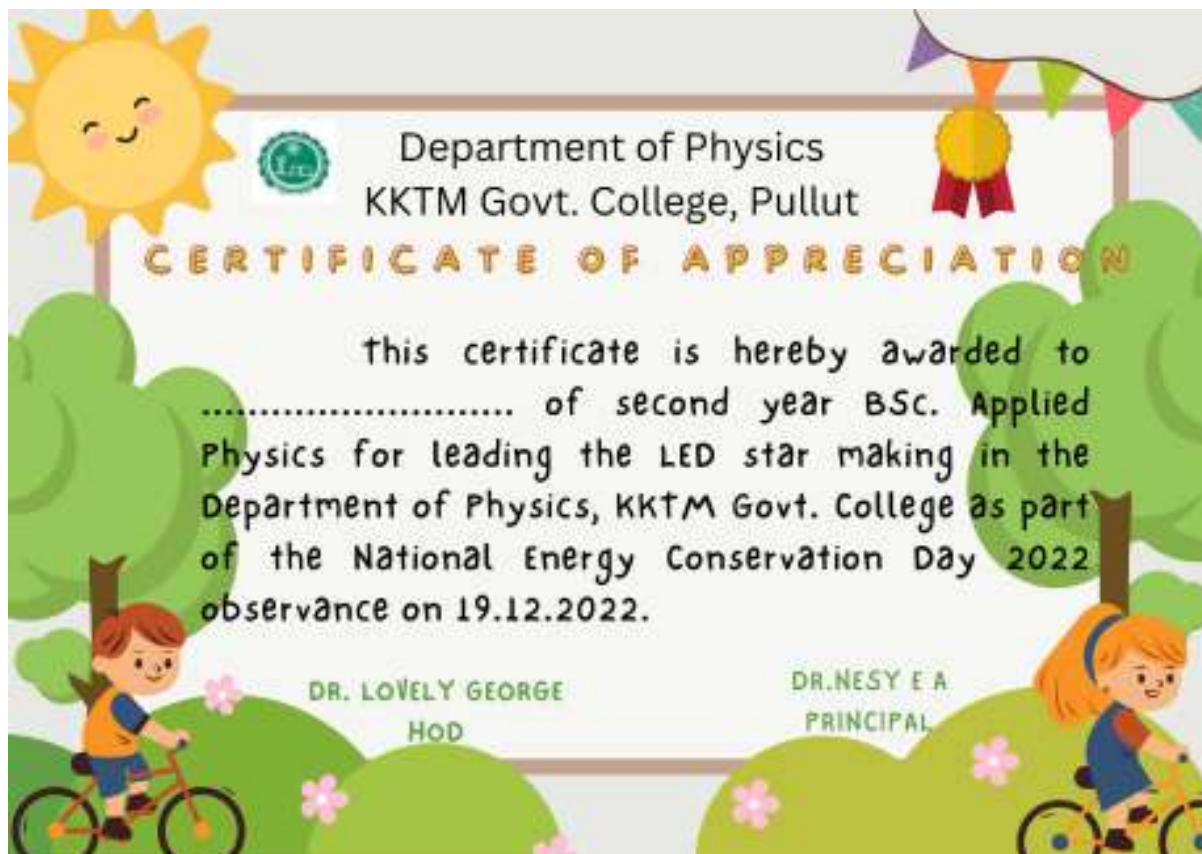 Department of Physics
KKTM Govt. College, Pullut
CERTIFICATE OF APPRECIATION
This certificate is hereby awarded to
........................... of second year BSc. Applied
Physics for leading the LED star making in the
Department of Physics, KKTM Govt. College as part
of the National Energy Conservation Day 2022
observance on 19.12.2022.
DR. LOVELY GEORGE
HOD
DR.NESY E A
PRINCIPAL